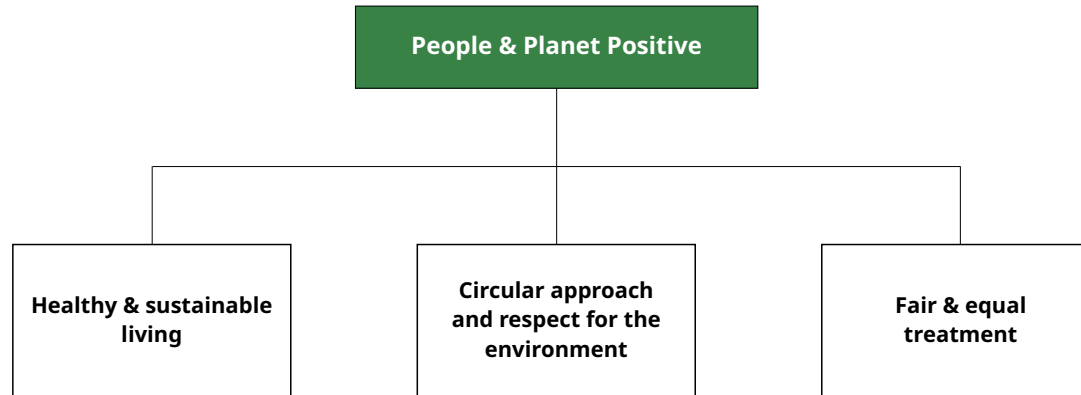 People & Planet Positive
Healthy & sustainable
living
Circular approach
and respect for the
environment
Fair & equal
treatment